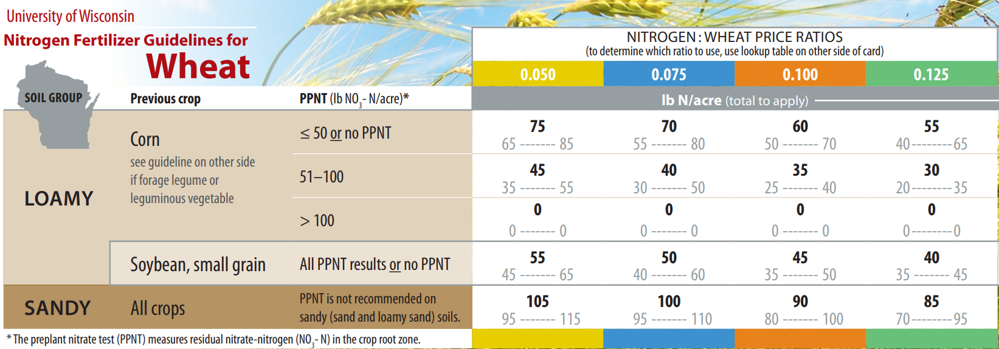 University of Wisconsin
Nitrogen Fertilizer Guidelines for
Wheat
NITROGEN : WHEAT PRICE RATIOS
(to determine which ratio to use, use lookup table on other side of card)
0.050 0.075 0.100 0.125
SOIL GROUP Previous crop PPNT (lb NO3- N/acre)* lb N/acre (total to apply)
LOAMY
Corn
see guideline on other side
if forage legume or
leguminous vegetable
≤ 50 or no PPNT 75 70 60 55
65 ------- 85 55 ------- 80 50 ------- 70 40 -------- 65
51–100 45 40 35 30
35 ------- 55 30 ------- 50 25 ------- 40 20 -------- 35
> 100 0 0 0 0
0 ------- 0 0 ------- 0 0 ------- 0 0 -------- 0
Soybean, small grain All PPNT results or no PPNT 55 50 45 40
45 ------- 65 40 ------- 60 35 ------- 50 35 ------- 45
SANDY All crops PPNT is not recommended on
sandy (sand and loamy sand) soils.
105 100 90 85
95 ------- 115 95 ------- 110 80 ------- 100 70 -------- 95
* The preplant nitrate test (PPNT) measures residual nitrate-nitrogen (NO3- N) in the crop root zone.